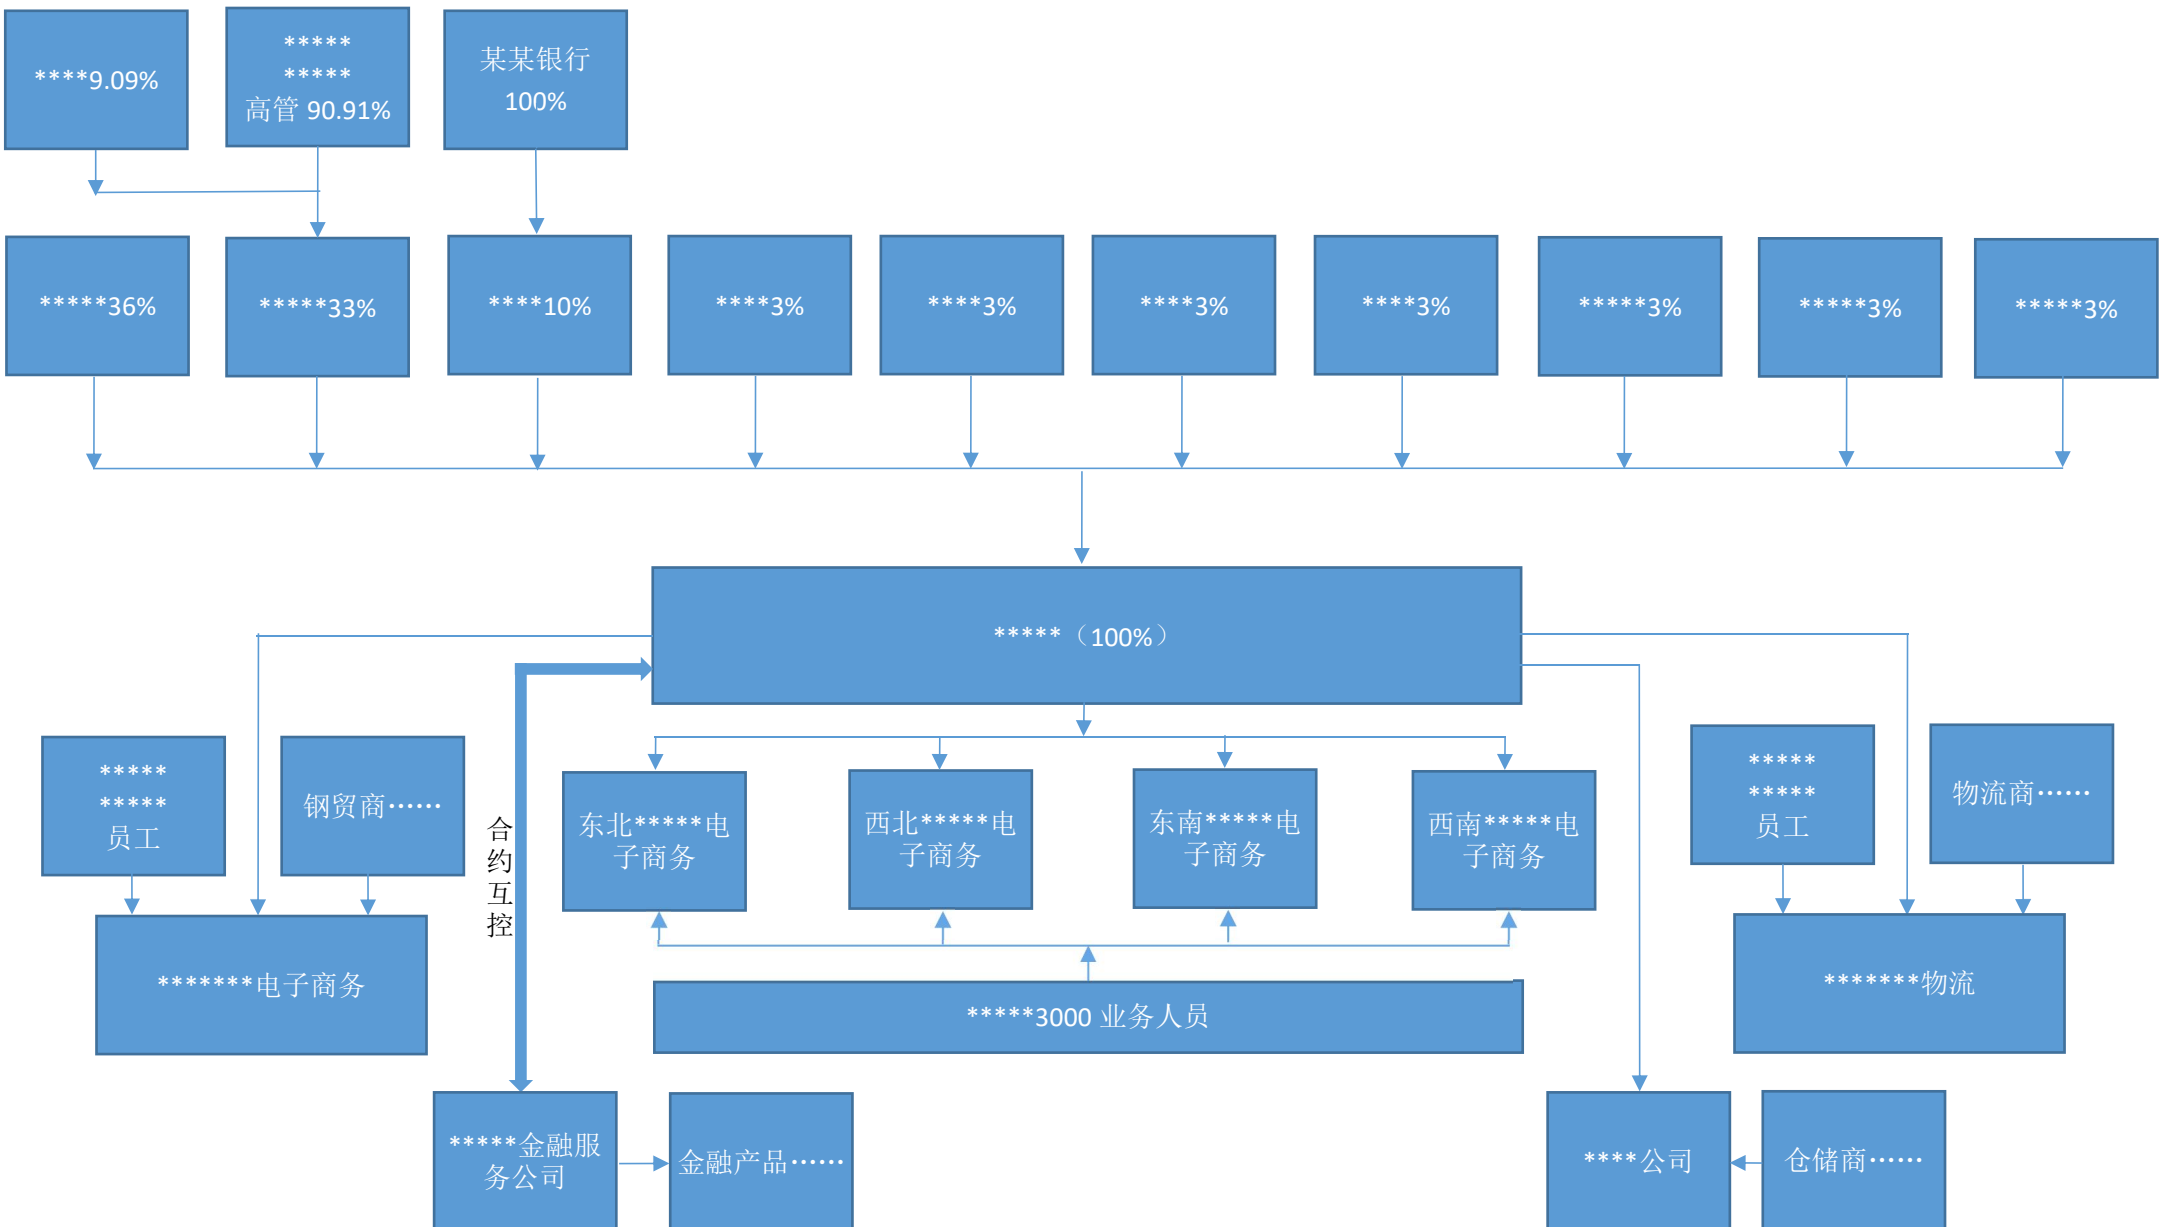 ****9.09%
*****
*****
高管 90.91%
某某银行
100%
*****36%
*****33%
****10%
****3%
****3%
****3%
****3%
*****3%
*****3%
*****3%
*****（100%）
*****
*****
员工
钢贸商……
合
约
互
控
东北*****电
子商务
西北*****电
子商务
东南*****电
子商务
西南*****电
子商务
*****
*****
员工
物流商……
*******电子商务
*****3000 业务人员
*******物流
*****金融服
务公司
金融产品……
****公司
仓储商……